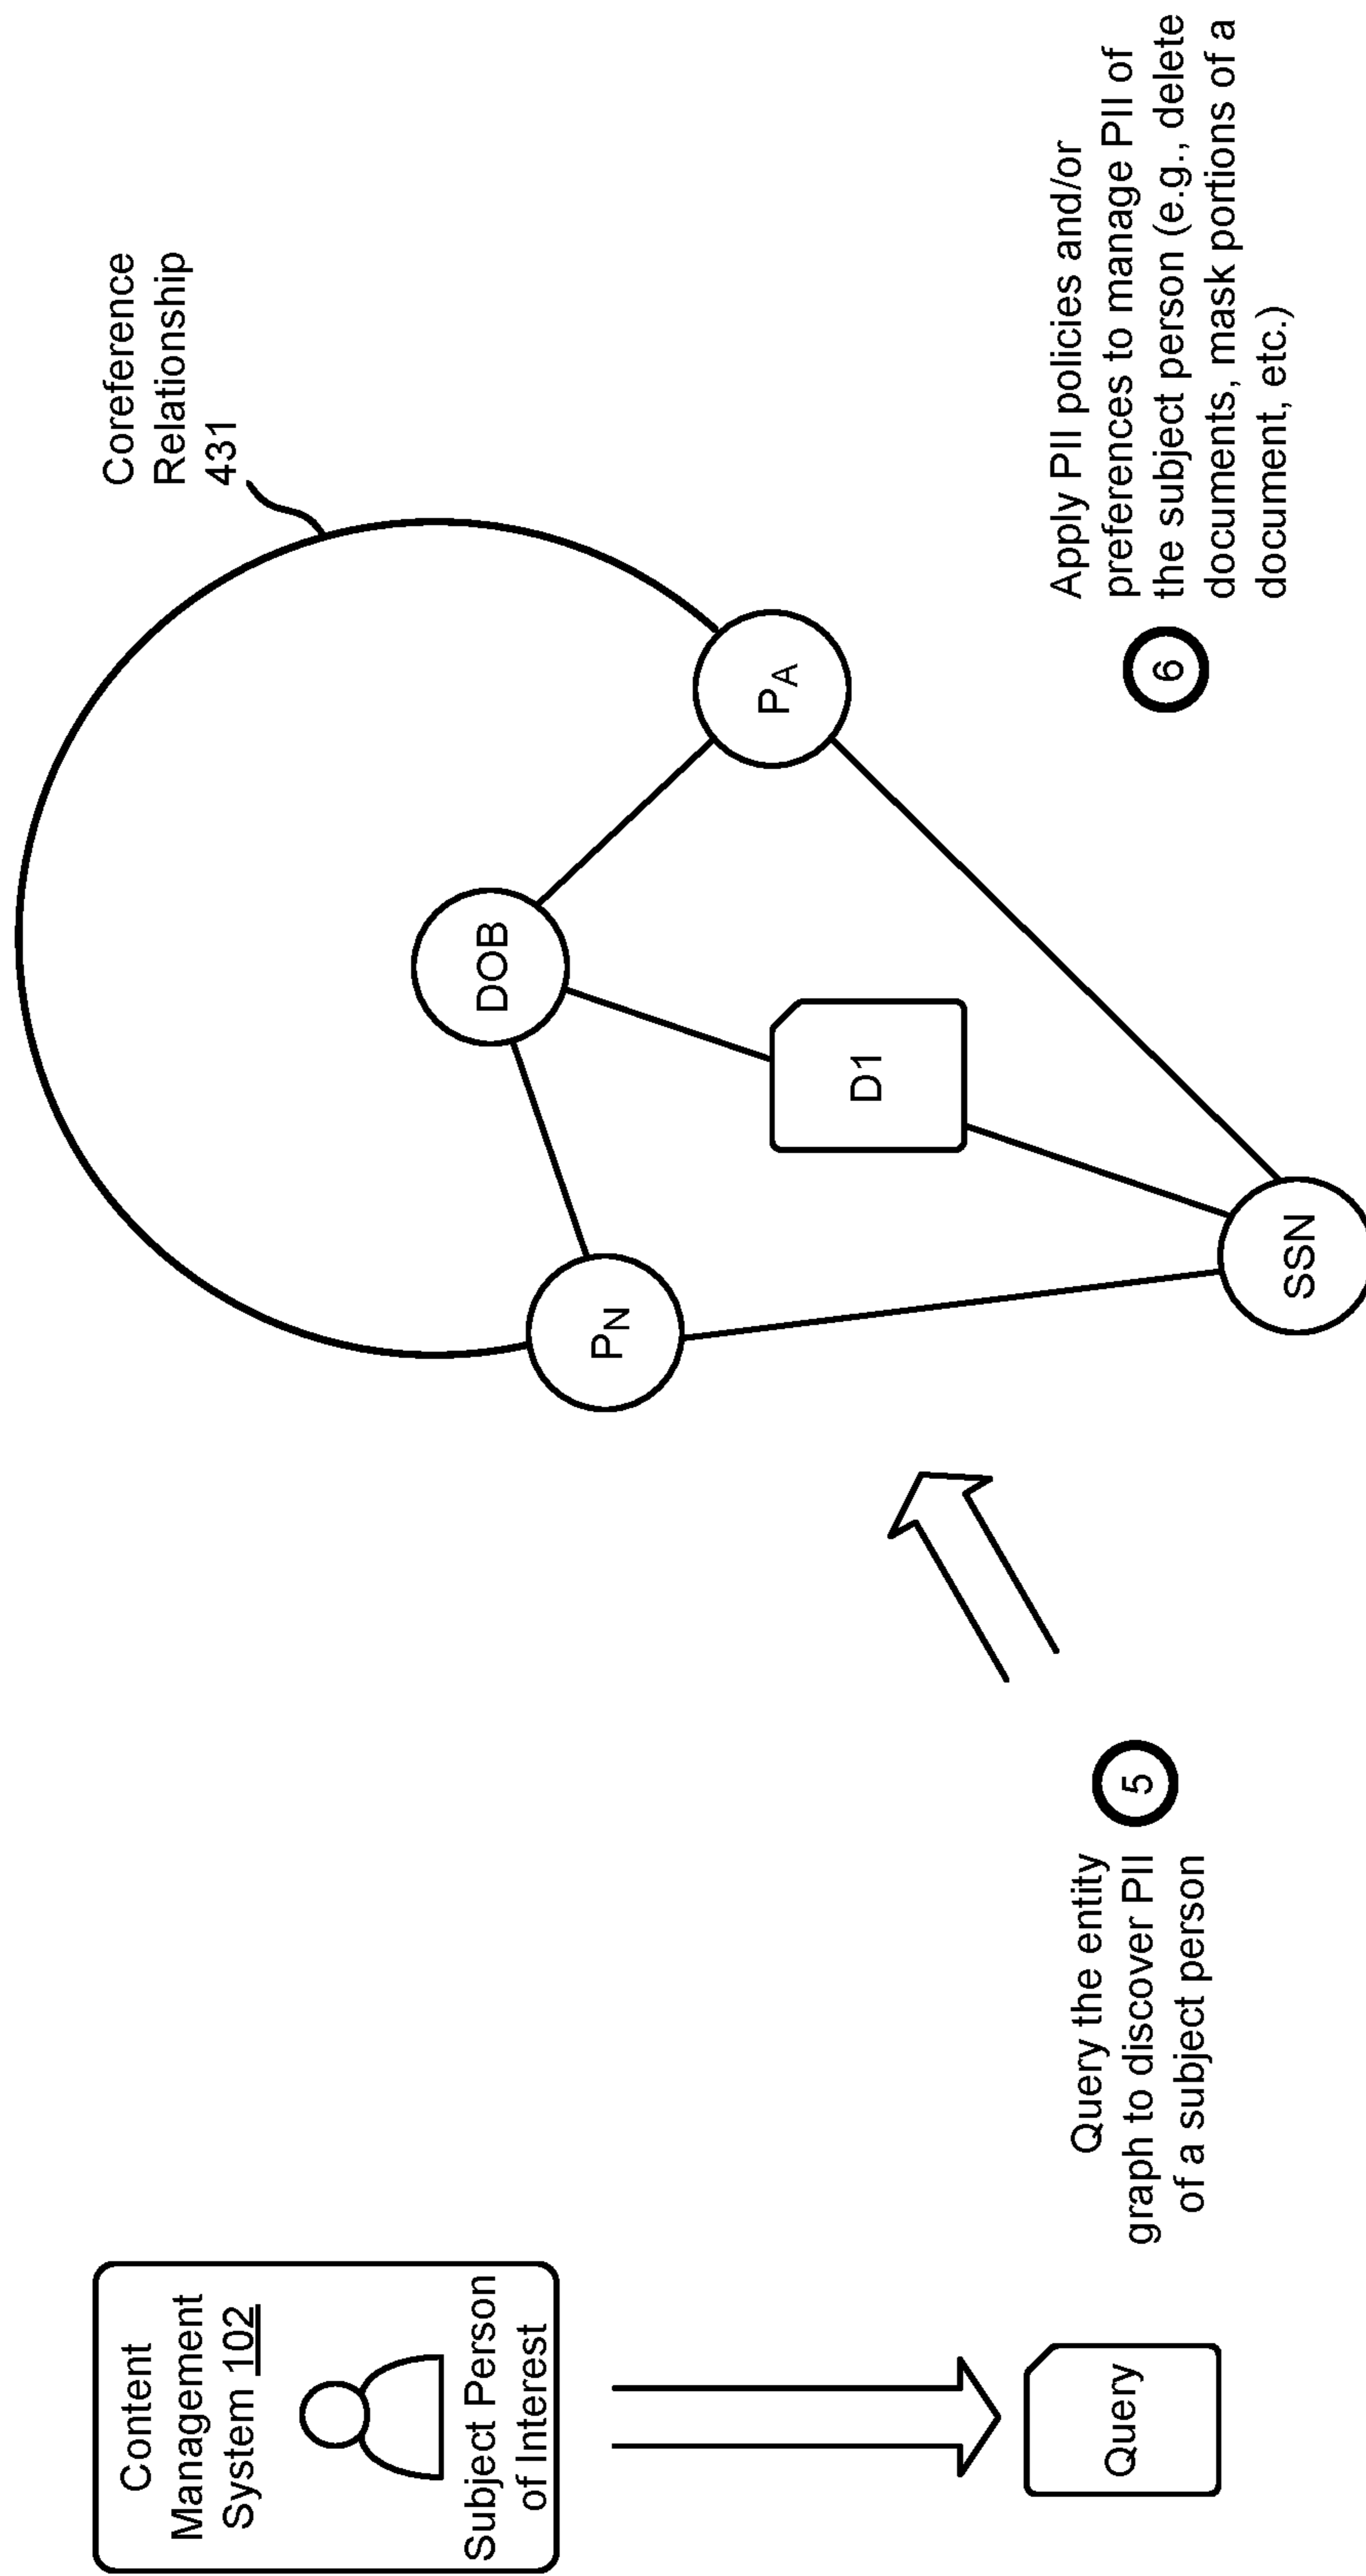 Content
Management
System 102
Subject Person
of Interest
Query
Query the entity
graph to discover PII
of a subject person
5
PN
DOB
D1
SSN
PA
Coreference
Relationship
431
6
Apply PII policies and/or
preferences to manage PII of
the subject person (e.g., delete
documents, mask portions of a
document, etc.)